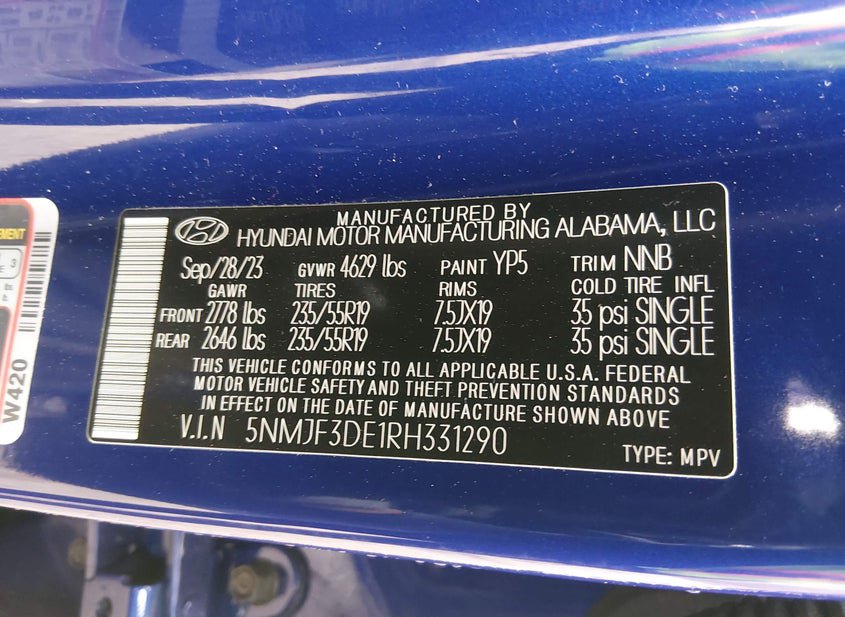 MANUFACTURED BY
HYUNDAI MOTOR MANUFACTURING ALABAMA, LLC
Sep/28/23 GVWR 4629 lbs PAINT YP5 TRIM NNB
GAWR TIRES RIMS COLD TIRE INFL
FRONT 2778 lbs 235/55R19 7.5JX19 35 psi SINGLE
REAR 2646 lbs 235/55R19 7.5JX19 35 psi SINGLE
THIS VEHICLE CONFORMS TO ALL APPLICABLE U.S.A. FEDERAL
MOTOR VEHICLE SAFETY AND THEFT PREVENTION STANDARDS
IN EFFECT ON THE DATE OF MANUFACTURE SHOWN ABOVE
V.I.N 5NMJF3DE1RH331290
TYPE: MPV
W420